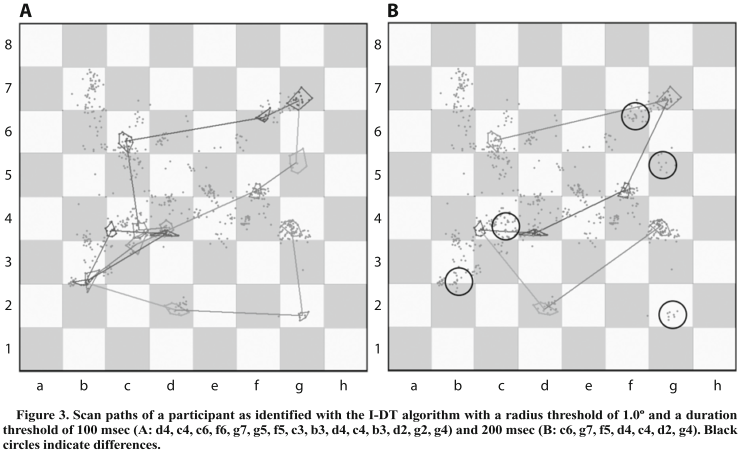 A B
8 8
7 7
6 6
5 5
4 4
3 3
2 2
1 1
a b c d e f g h a b c d e f g h
Figure 3. Scan paths of a participant as identified with the I-DT algorithm with a radius threshold of 1.0º and a duration
threshold of 100 msec (A: d4, c4, c6, f6, g7, g5, f5, c3, b3, d4, c4, b3, d2, g2, g4) and 200 msec (B: c6, g7, f5, d4, c4, d2, g4). Black
circles indicate differences.